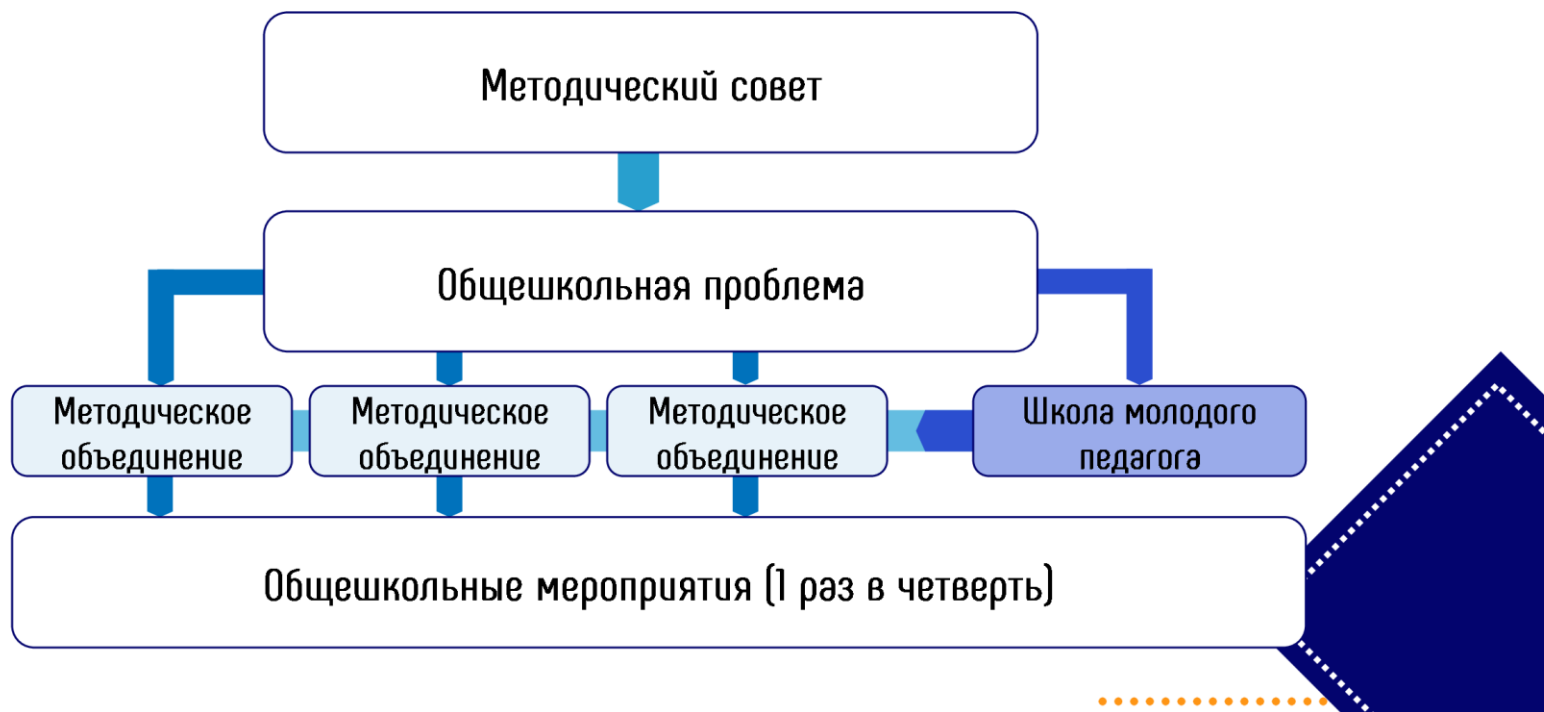 Методический совет
Общешкольная проблема
Методическое
объединение
Методическое
объединение
Методическое
объединение
Школа молодого
педагога
Общешкольные мероприятия (1 раз в четверть)